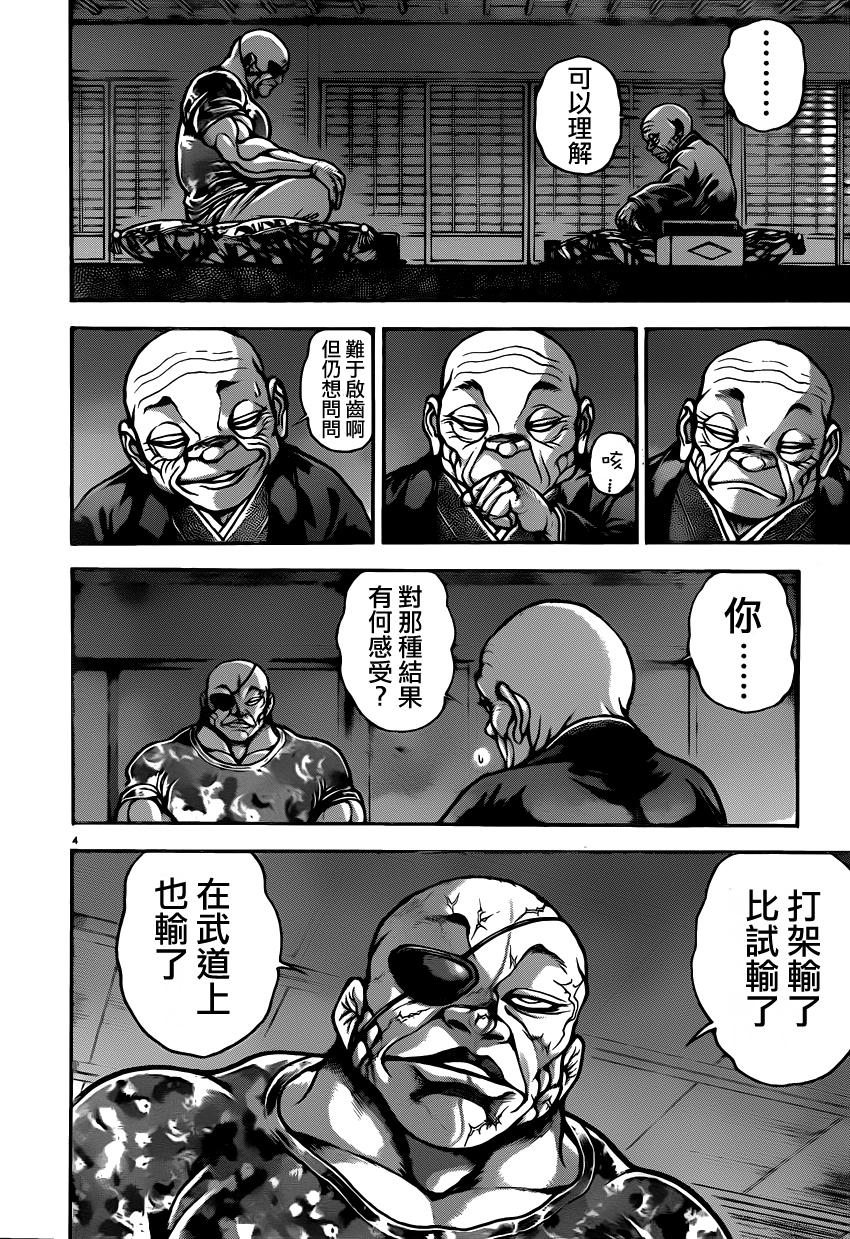 ………
可以理解
咳…
難于啟齒啊
但仍想問問
你……
對那種結果
有何感受？
4
打架輸了
比試輸了
在武道上
也輸了